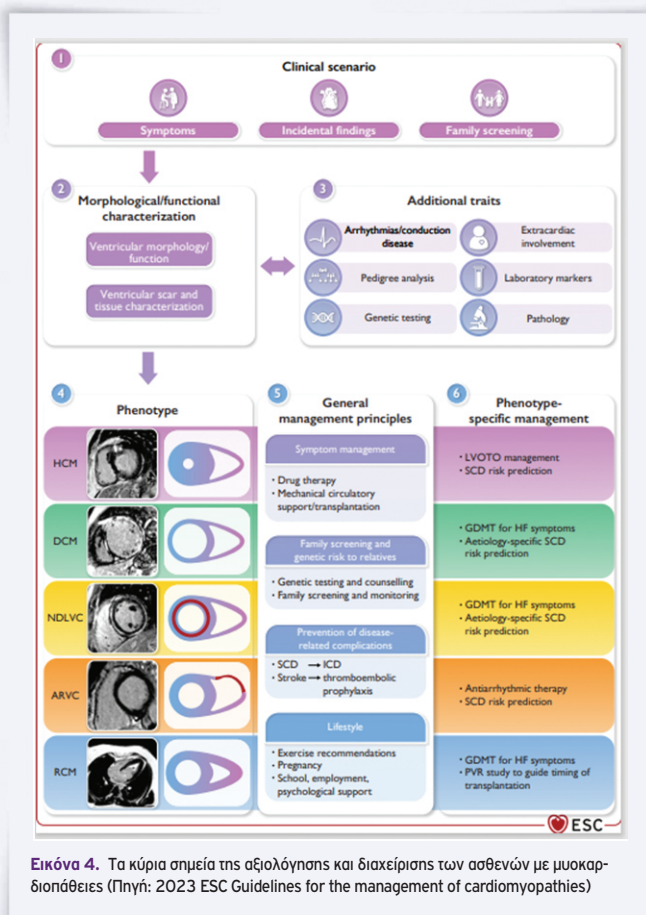 1
Clinical scenario
Symptoms
Incidental findings
Family screening
2
Morphological/functional
characterization
Ventricular morphology/
function
Ventricular scar and
tissue characterization
3
Additional traits
Arrhythmias/conduction
disease
Extracardiac
involvement
Pedigree analysis
Laboratory markers
Genetic testing
Pathology
4
Phenotype
HCM
DCM
NDLVC
ARVC
RCM
5
General
management principles
Symptom management
• Drug therapy
• Mechanical circulatory
support/transplantation
Family screening and
genetic risk to relatives
• Genetic testing and counselling
• Family screening and monitoring
Prevention of disease-
related complications
• SCD → ICD
• Stroke → thromboembolic
prophylaxis
Lifestyle
• Exercise recommendations
• Pregnancy
• School, employment,
psychological support
6
Phenotype-
specific management
• LVOTO management
• SCD risk prediction
• GDMT for HF symptoms
• Aetiology-specific SCD
risk prediction
• GDMT for HF symptoms
• Aetiology-specific SCD
risk prediction
• Antiarrhythmic therapy
• SCD risk prediction
• GDMT for HF symptoms
• PVR study to guide timing of
transplantation
ESC
Εικόνα 4. Τα κύρια σημεία της αξιολόγησης και διαχείρισης των ασθενών με μυοκαρ-
διοπάθειες (Πηγή: 2023 ESC Guidelines for the management of cardiomyopathies)